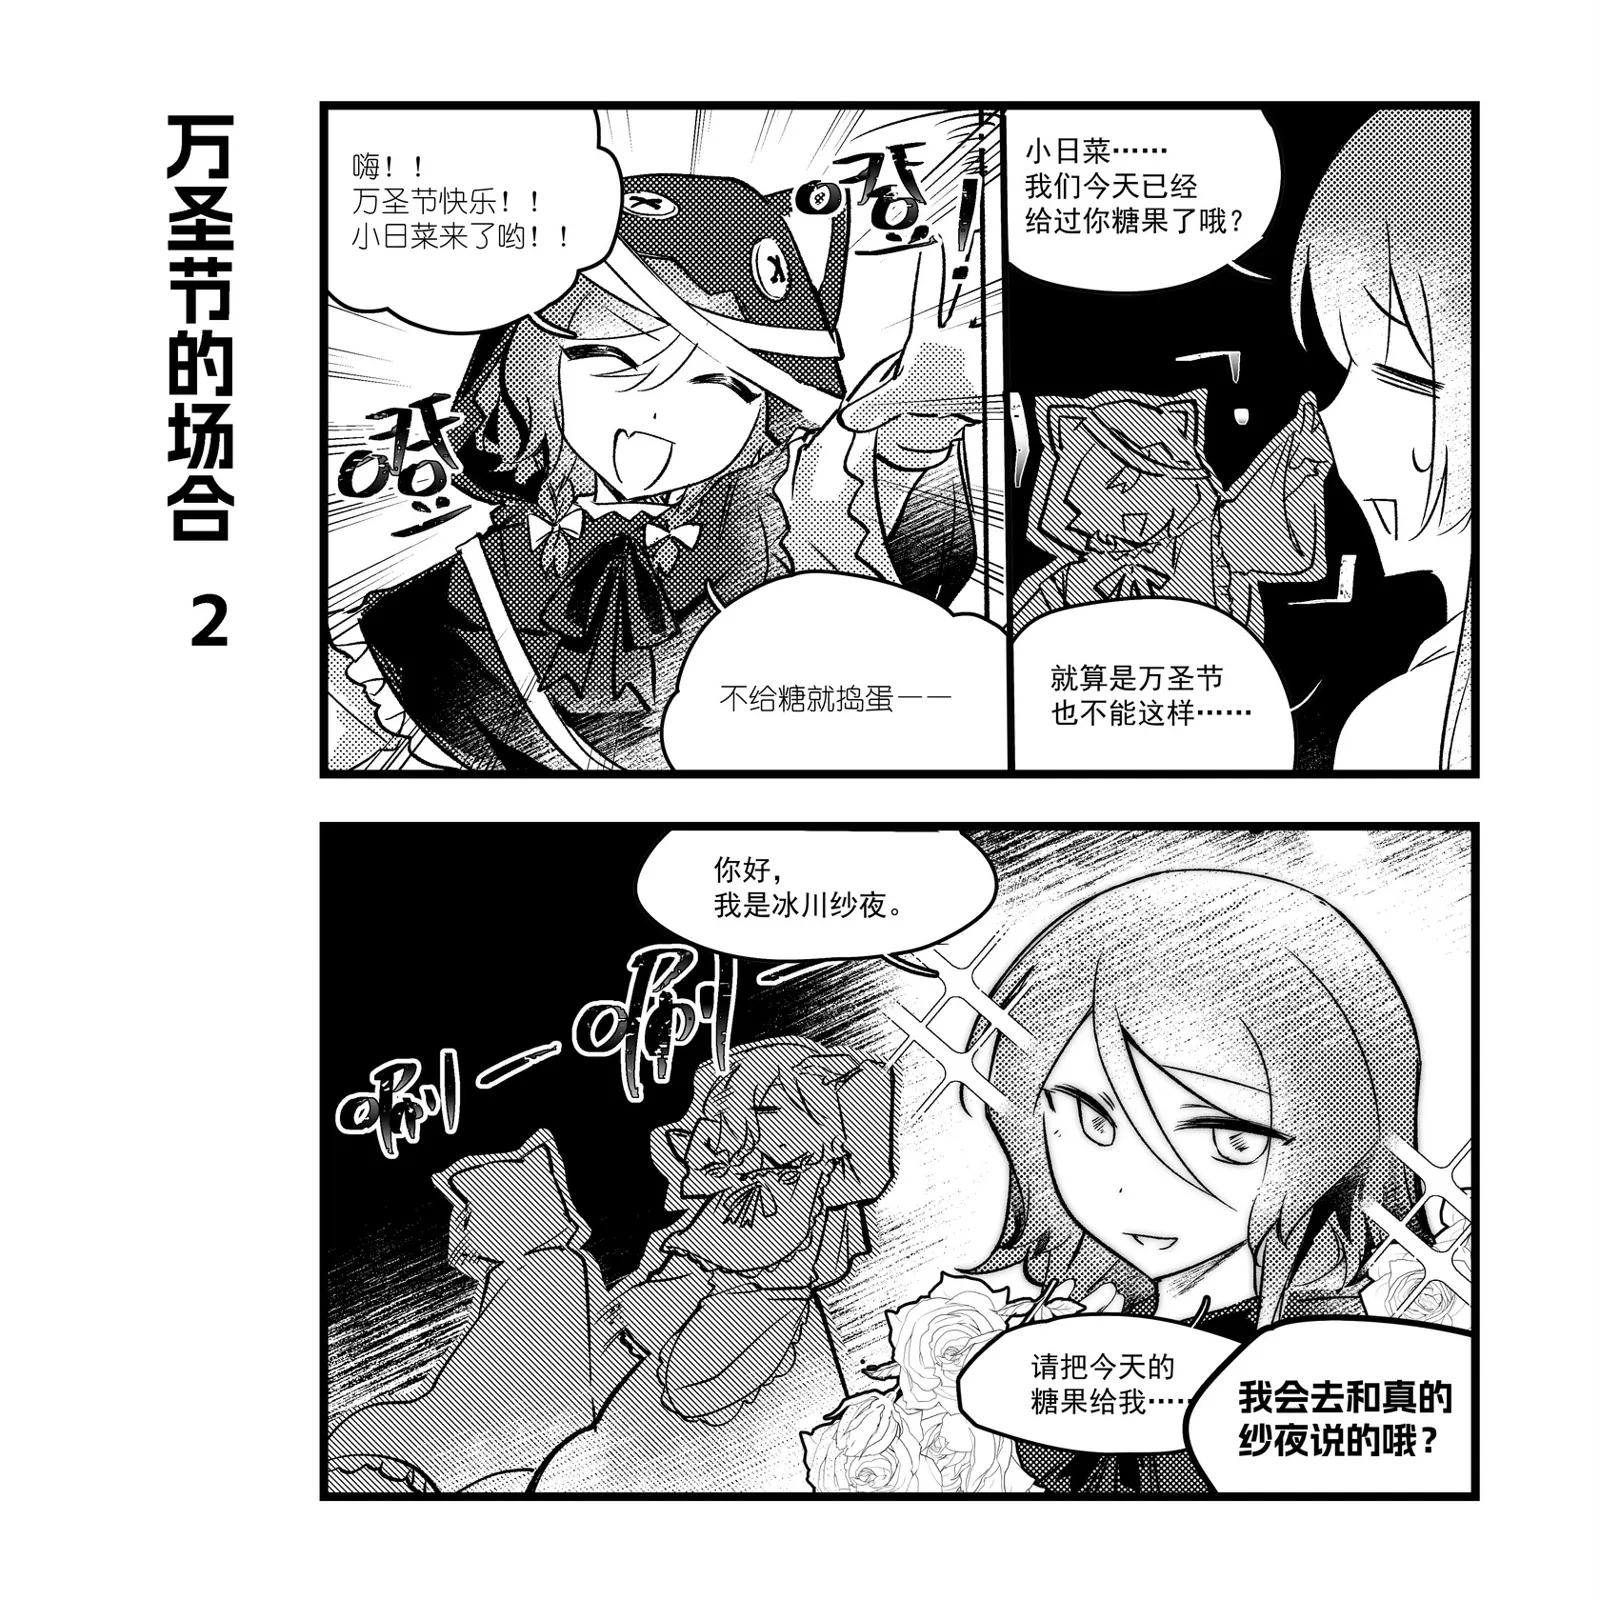 万圣节的场合 2
嗨！！
万圣节快乐！！
小日菜来了哟！！
不给糖就捣蛋——
小日菜……
我们今天已经
给过你糖果了哦？
就算是万圣节
也不能这样……
你好，
我是冰川纱夜。
唰——唰——
请把今天的
糖果给我……
我会去和真的
纱夜说的哦？